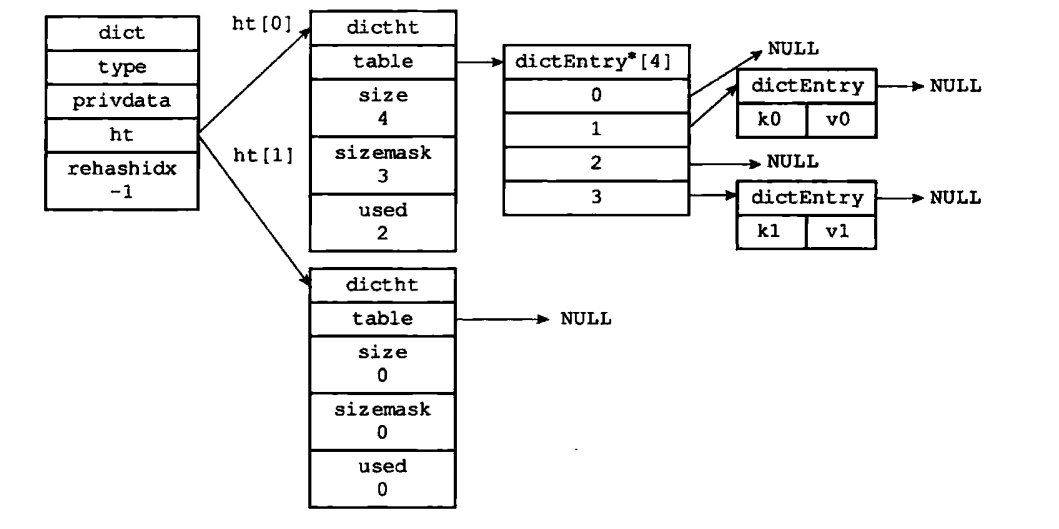 dict
type
privdata
ht
rehashidx
-1
ht[0]
ht[1]
dictht
table
size
4
sizemask
3
used
2
dictEntry*[4]
0
1
2
3
NULL
dictEntry
k0 v0
NULL
NULL
dictEntry
k1 v1
NULL
dictht
table
NULL
size
0
sizemask
0
used
0